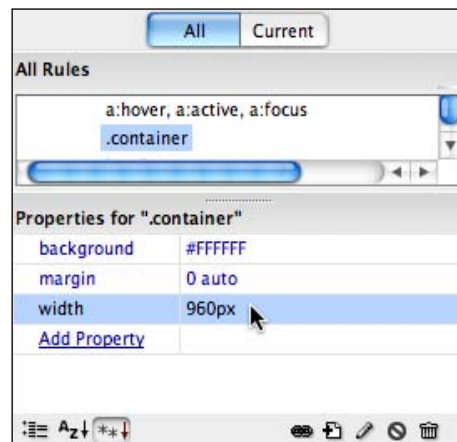 All Current
All Rules
a:hover, a:active, a:focus
.container
Properties for ".container"
background #FFFFFF
margin 0 auto
width 960px
Add Property
AZ↓ **↓